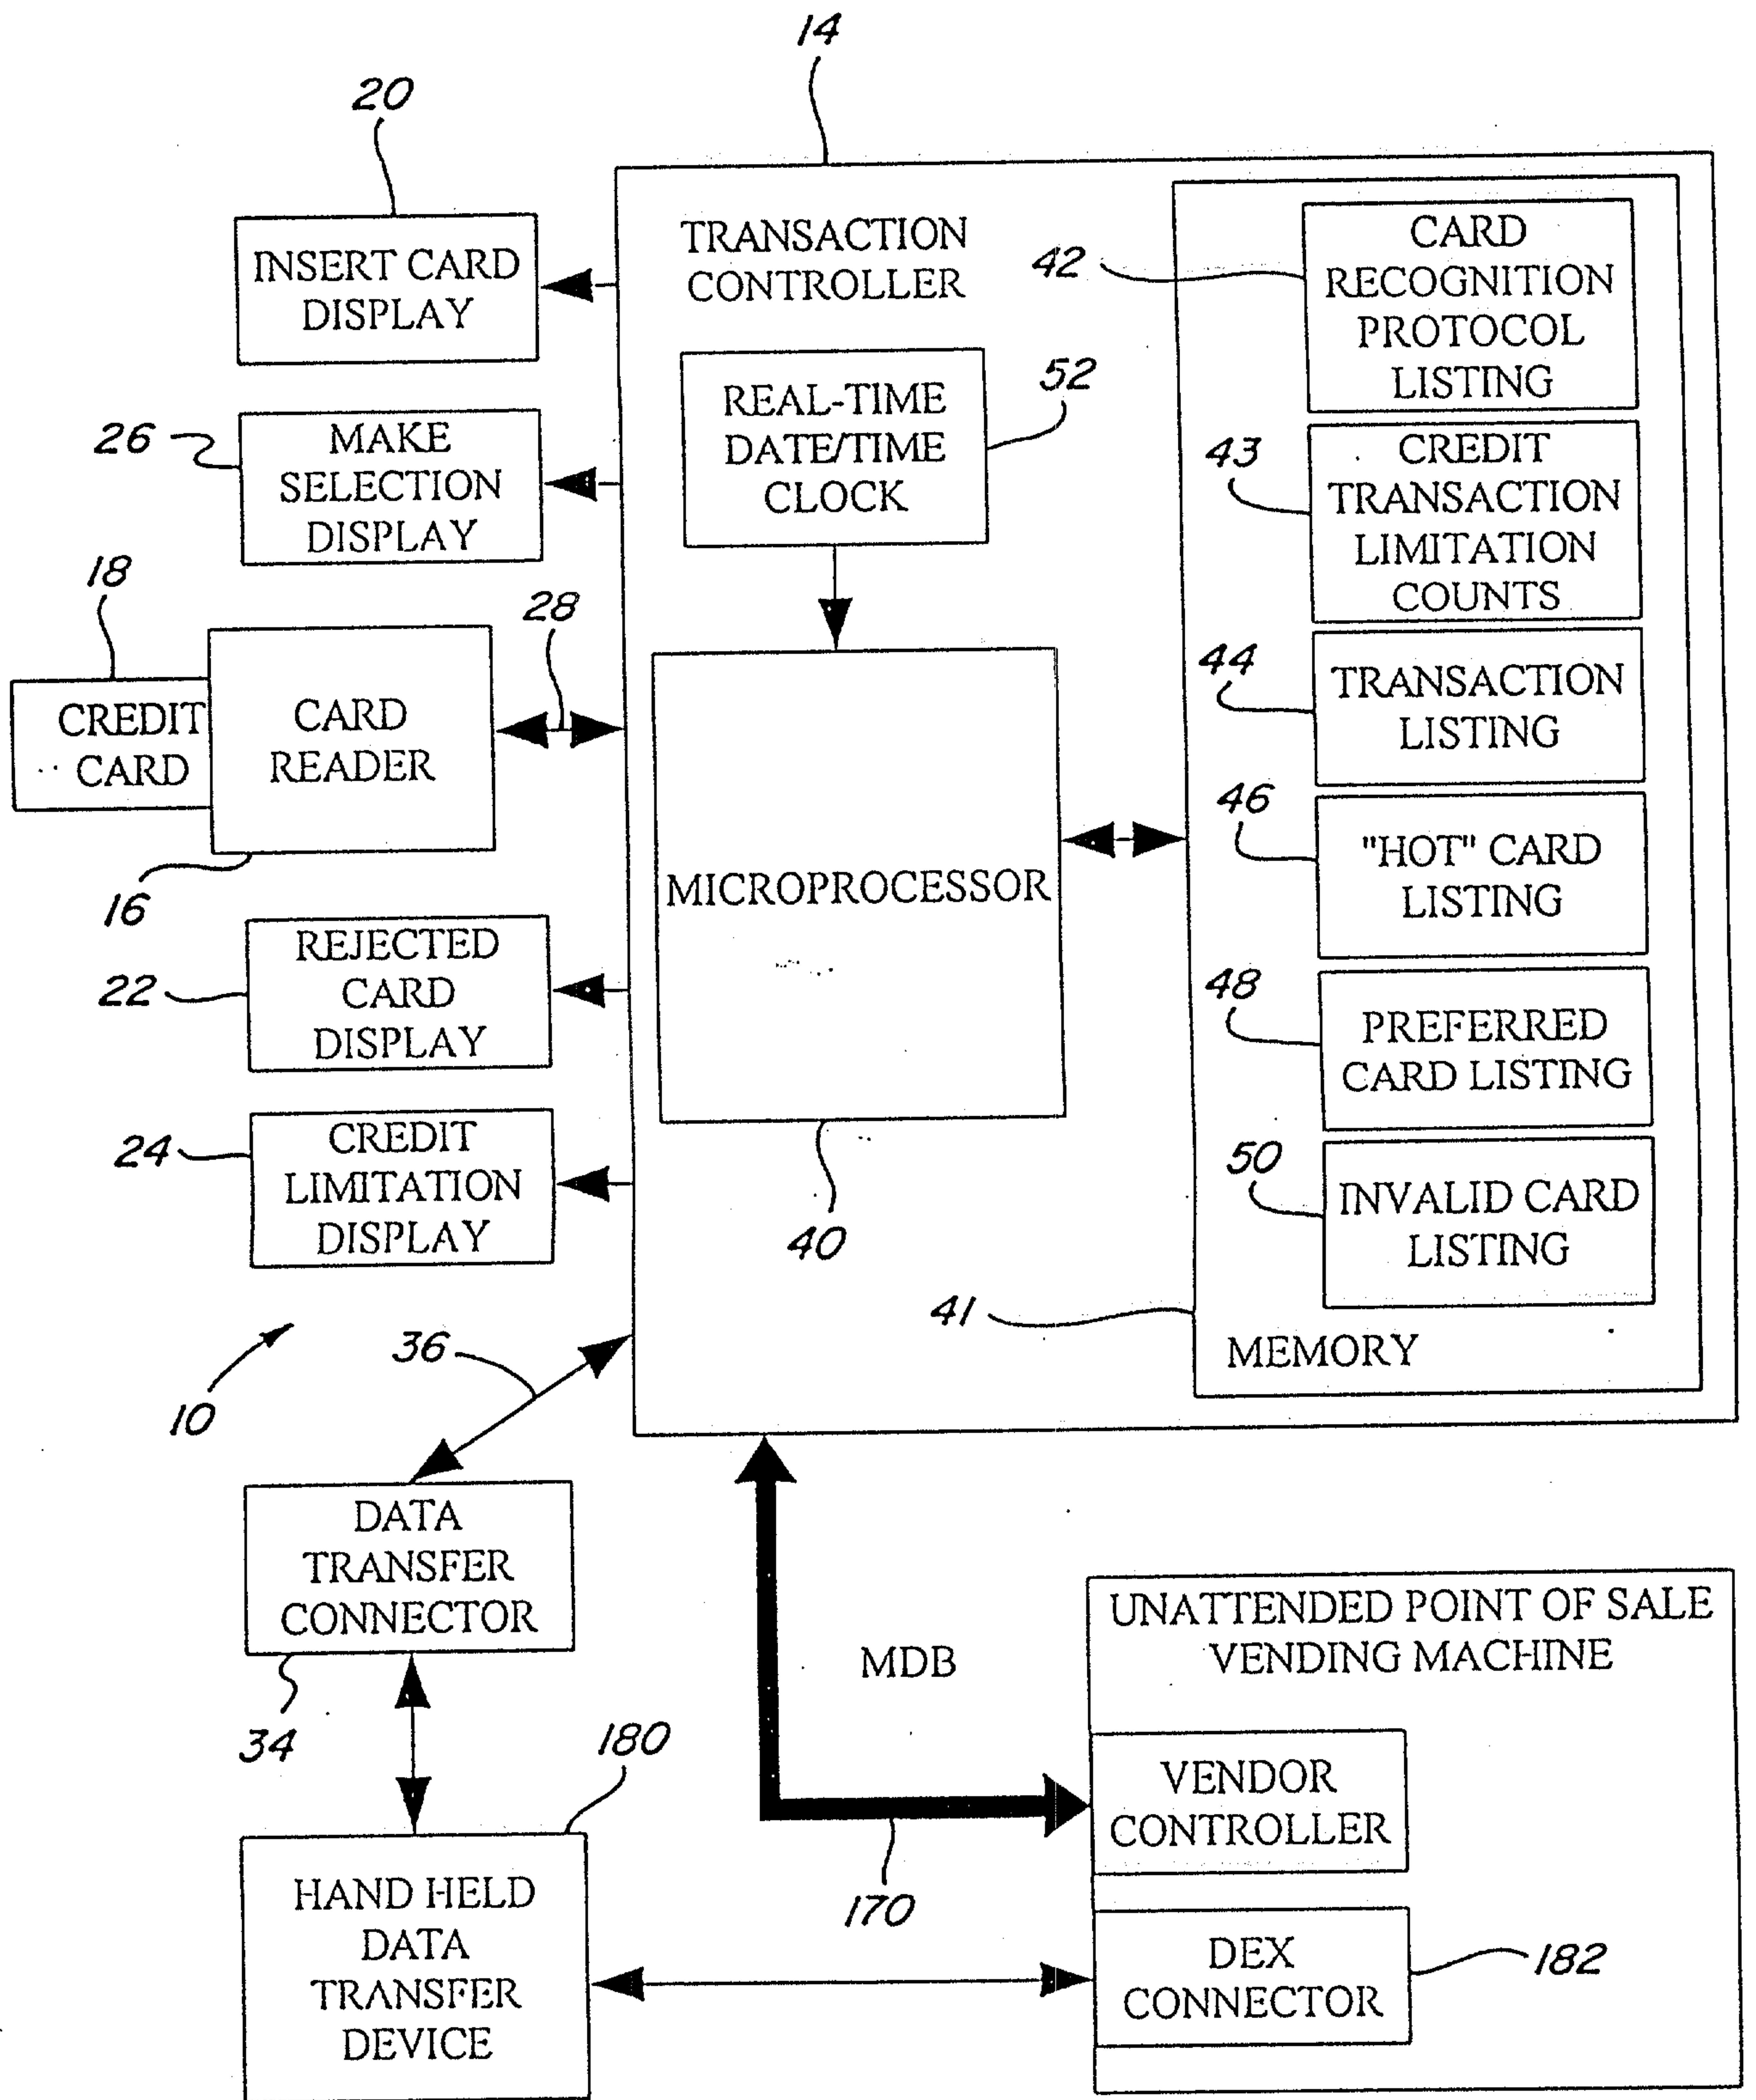 14
20
INSERT CARD
DISPLAY
TRANSACTION
CONTROLLER
42
CARD
RECOGNITION
PROTOCOL
LISTING
26
MAKE
SELECTION
DISPLAY
REAL-TIME
DATE/TIME
CLOCK
52
43
CREDIT
TRANSACTION
LIMITATION
COUNTS
18
28
CREDIT
CARD
CARD
READER
16
MICROPROCESSOR
40
44
TRANSACTION
LISTING
46
"HOT" CARD
LISTING
22
REJECTED
CARD
DISPLAY
48
PREFERRED
CARD LISTING
24
CREDIT
LIMITATION
DISPLAY
50
INVALID CARD
LISTING
41
MEMORY
10
36
DATA
TRANSFER
CONNECTOR
34
MDB
170
UNATTENDED POINT OF SALE
VENDING MACHINE
VENDOR
CONTROLLER
180
HAND HELD
DATA
TRANSFER
DEVICE
DEX
CONNECTOR
182